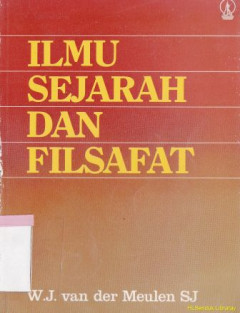 ILMU
SEJARAH
DAN
FILSAFAT
W.J. van der Meulen SJ